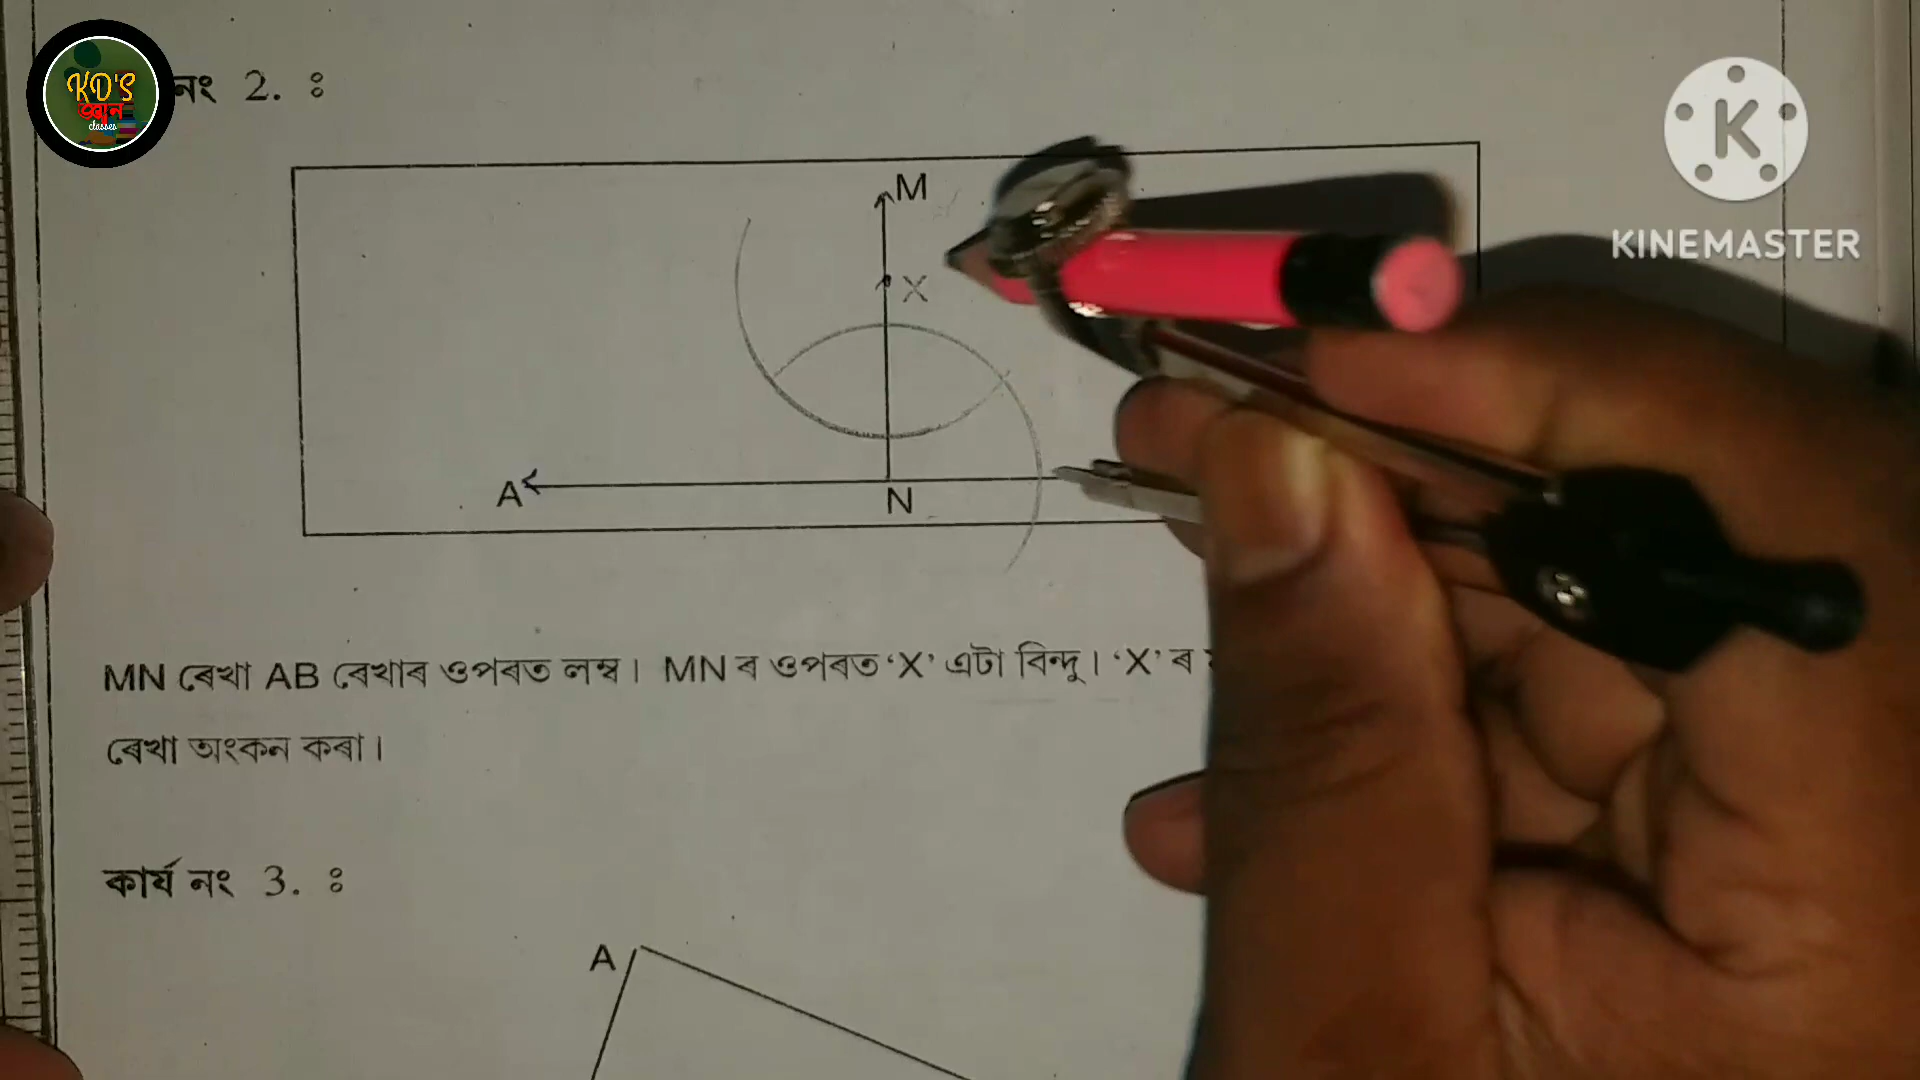 KD'S
জ্ঞান
classes
নং 2. ঃ
K
KINEMASTER
M
X
A
N
MN ৰেখা AB ৰেখাৰ ওপৰত লম্ব। MN ৰ ওপৰত ‘X’ এটা বিন্দু। ‘X’ ৰ
ৰেখা অংকন কৰা।
কাৰ্য নং 3. ঃ
A